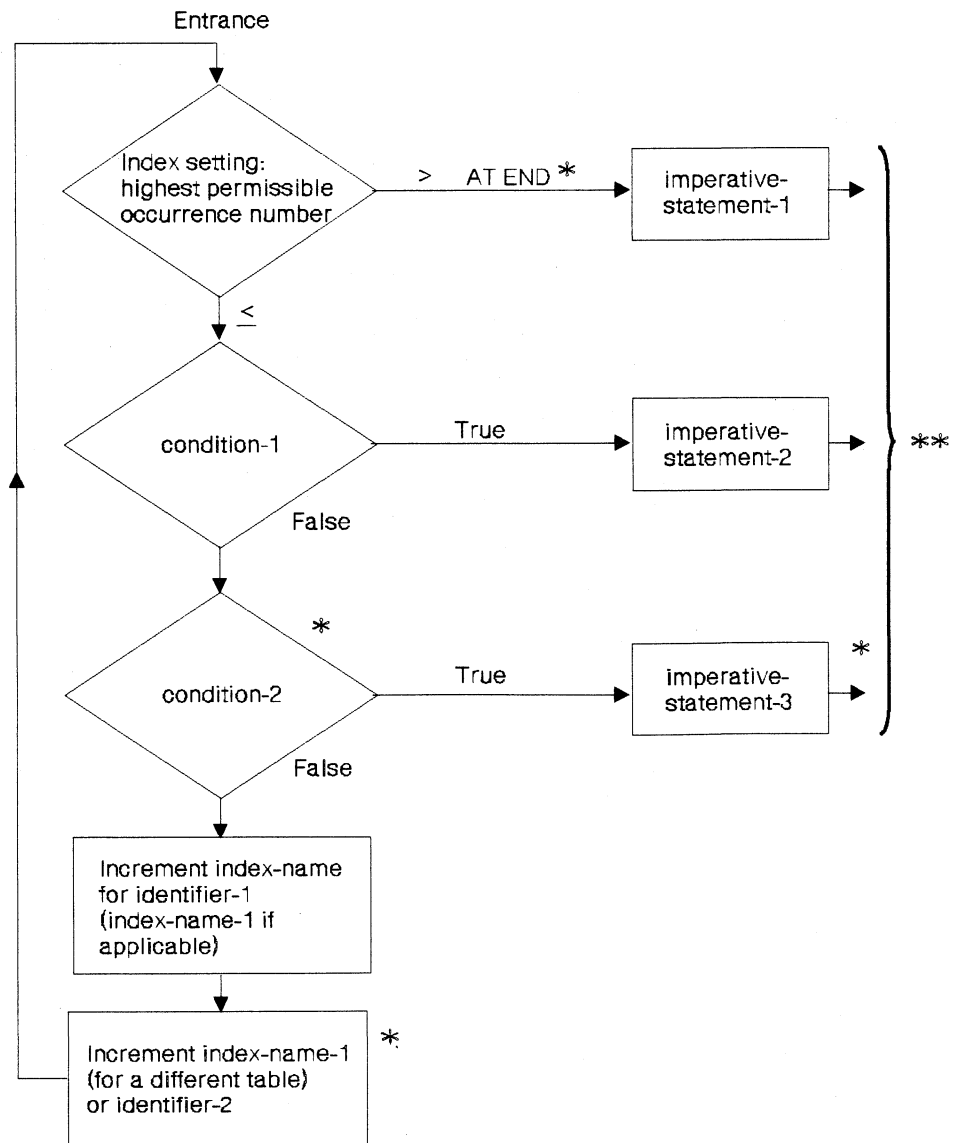 Entrance
Index setting:
highest permissible
occurrence number
> AT END *
imperative-
statement-1
≤
condition-1
True
imperative-
statement-2
**
False
*
condition-2
True
imperative-
statement-3
*
False
Increment index-name
for identifier-1
(index-name-1 if
applicable)
Increment index-name-1
(for a different table)
or identifier-2
*